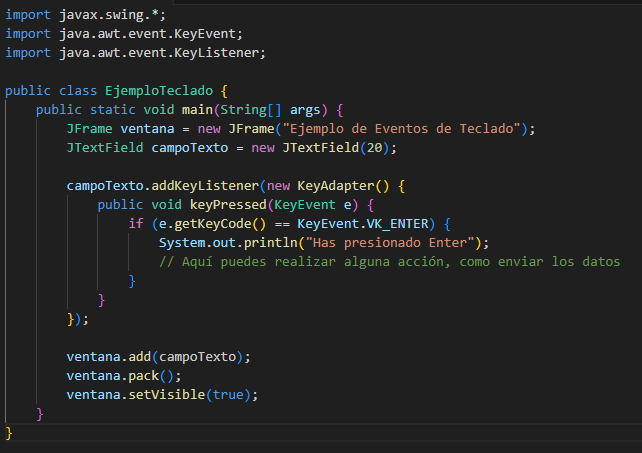 import javax.swing.*;
import java.awt.event.KeyEvent;
import java.awt.event.KeyListener;

public class EjemploTeclado {
    public static void main(String[] args) {
        JFrame ventana = new JFrame("Ejemplo de Eventos de Teclado");
        JTextField campoTexto = new JTextField(20);

        campoTexto.addKeyListener(new KeyAdapter() {
            public void keyPressed(KeyEvent e) {
                if (e.getKeyCode() == KeyEvent.VK_ENTER) {
                    System.out.println("Has presionado Enter");
                    // Aquí puedes realizar alguna acción, como enviar los datos
                }
            }
        });

        ventana.add(campoTexto);
        ventana.pack();
        ventana.setVisible(true);
    }
}